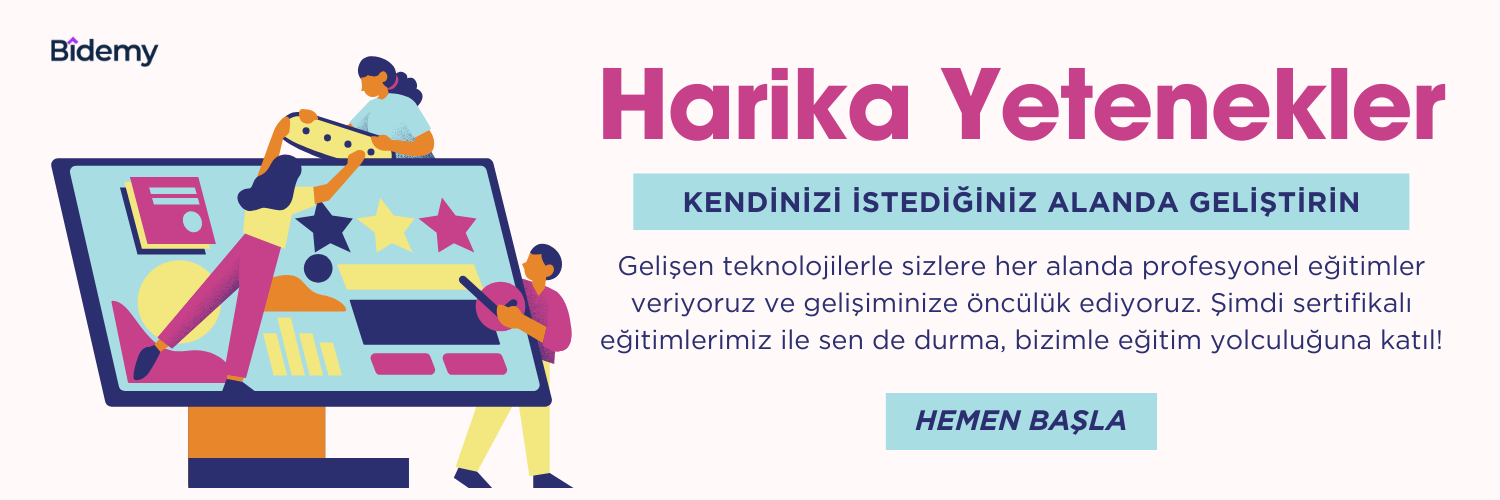 Bidemy
Harika Yetenekler
KENDİNİZİ İSTEDİĞİNİZ ALANDA GELİŞTİRİN
Gelişen teknolojilerle sizlere her alanda profesyonel eğitimler
veriyoruz ve gelişiminize öncülük ediyoruz. Şimdi sertifikalı
eğitimlerimiz ile sen de durma, bizimle eğitim yolculuğuna katıl!
HEMEN BAŞLA